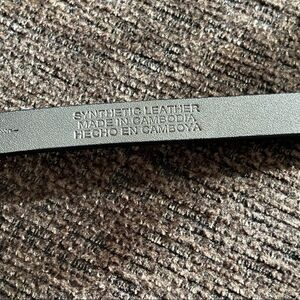 SYNTHETIC LEATHER
MADE IN CAMBODIA
HECHO EN CAMBOYA